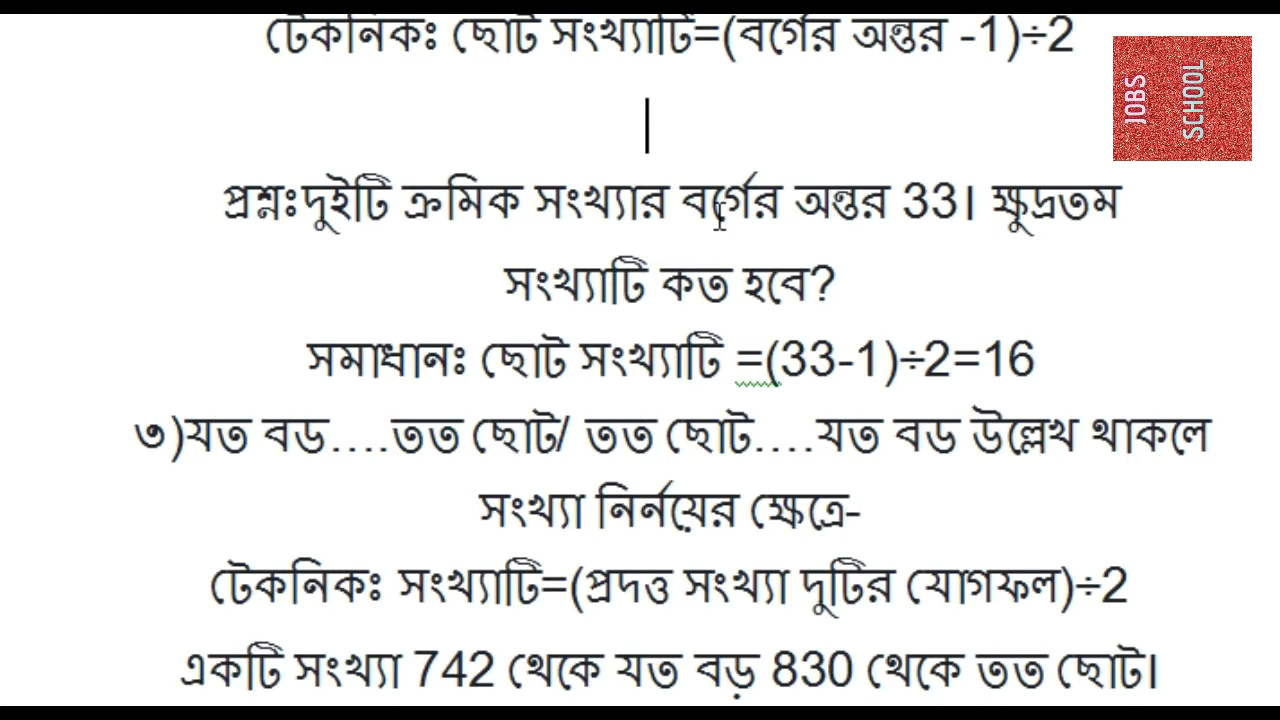 টেকনিকঃ ছোট সংখ্যাটি=(বর্গের অন্তর -1)÷2
JOBS
SCHOOL
প্রশ্নঃদুইটি ক্রমিক সংখ্যার বর্গের অন্তর 33। ক্ষুদ্রতম
সংখ্যাটি কত হবে?
সমাধানঃ ছোট সংখ্যাটি =(33-1)÷2=16
৩)যত বড....তত ছোট/ তত ছোট....যত বড উল্লেখ থাকলে
সংখ্যা নির্নয়ের ক্ষেত্রে-
টেকনিকঃ সংখ্যাটি=(প্রদত্ত সংখ্যা দুটির যোগফল)÷2
একটি সংখ্যা 742 থেকে যত বড় 830 থেকে তত ছোট।